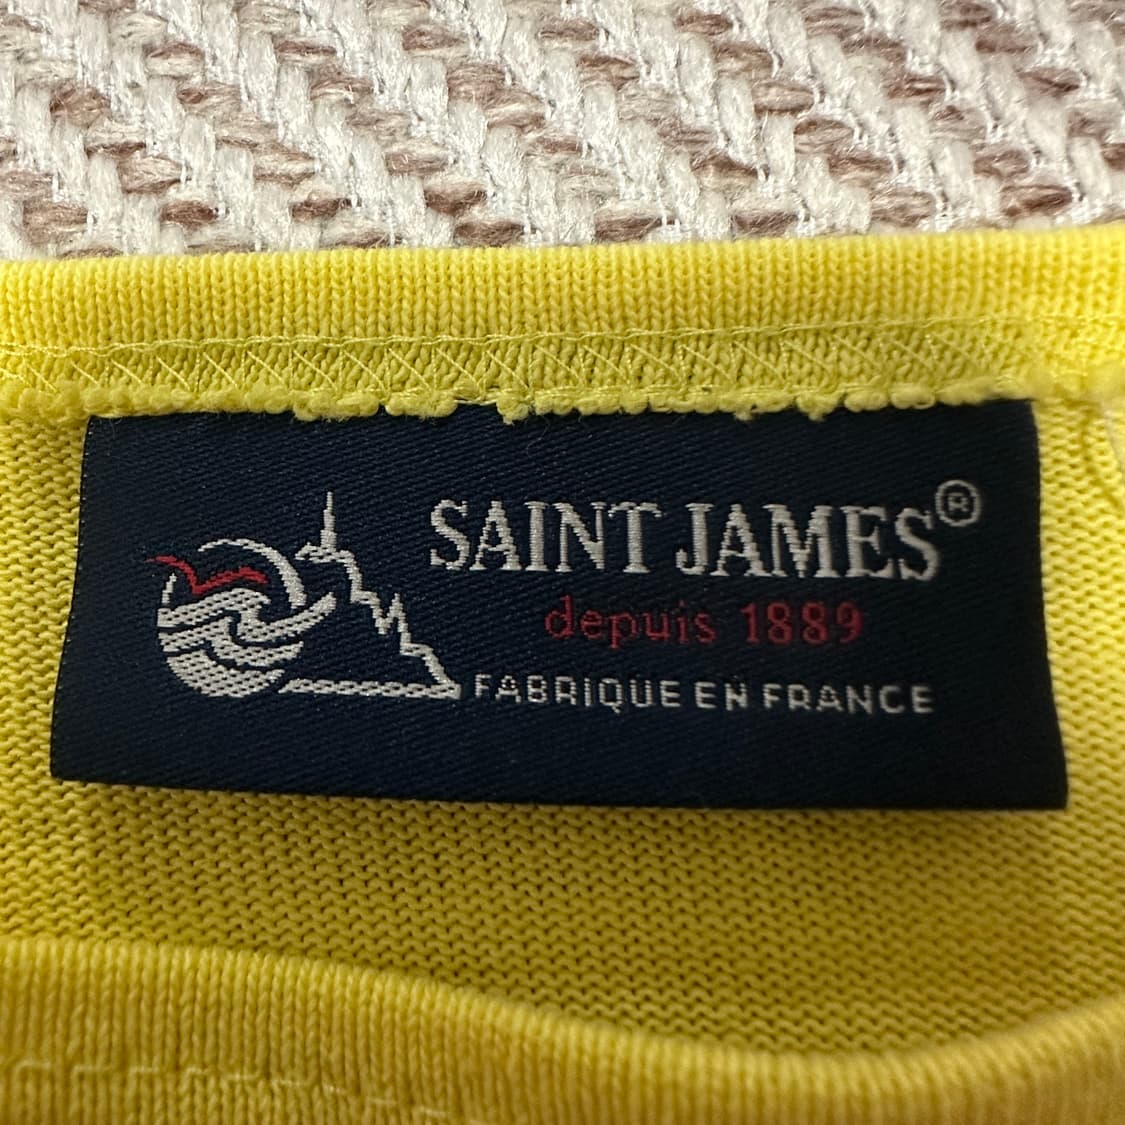 SAINT JAMES®
depuis 1889
FABRIQUE EN FRANCE